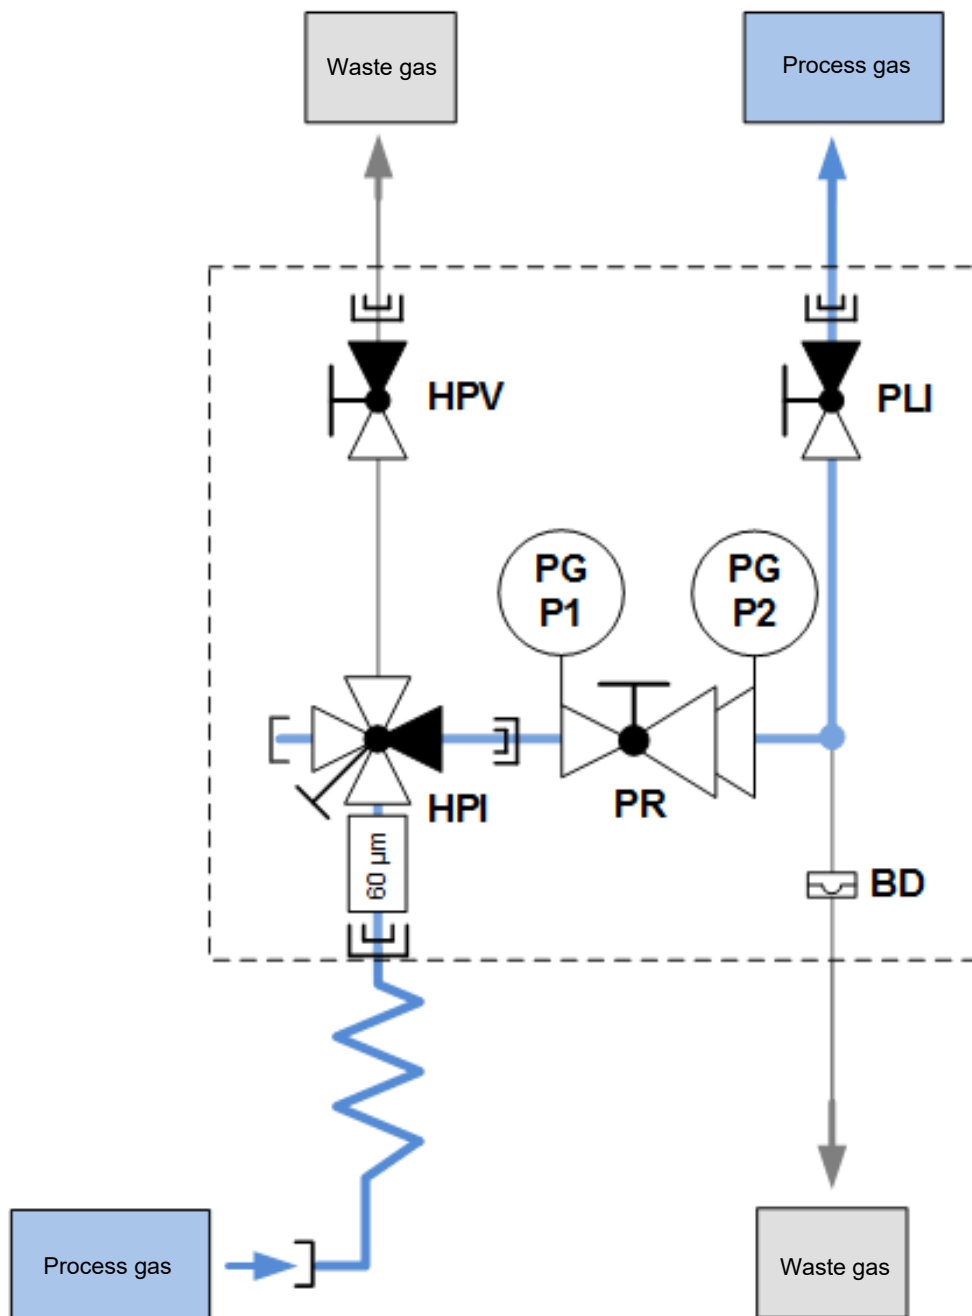 Waste gas
Process gas
HPV
PLI
PG
P1
PG
P2
HPI
PR
60 µm
BD
Process gas
Waste gas